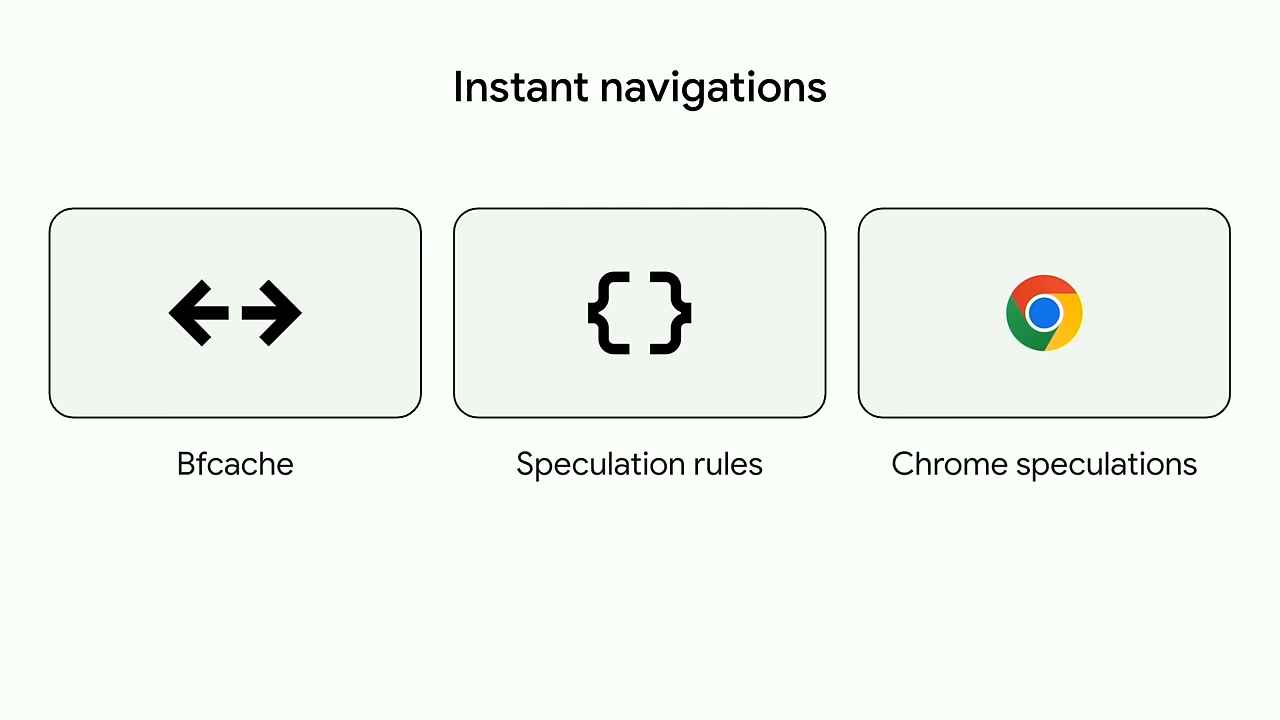 Instant navigations
Bfcache
Speculation rules
Chrome speculations